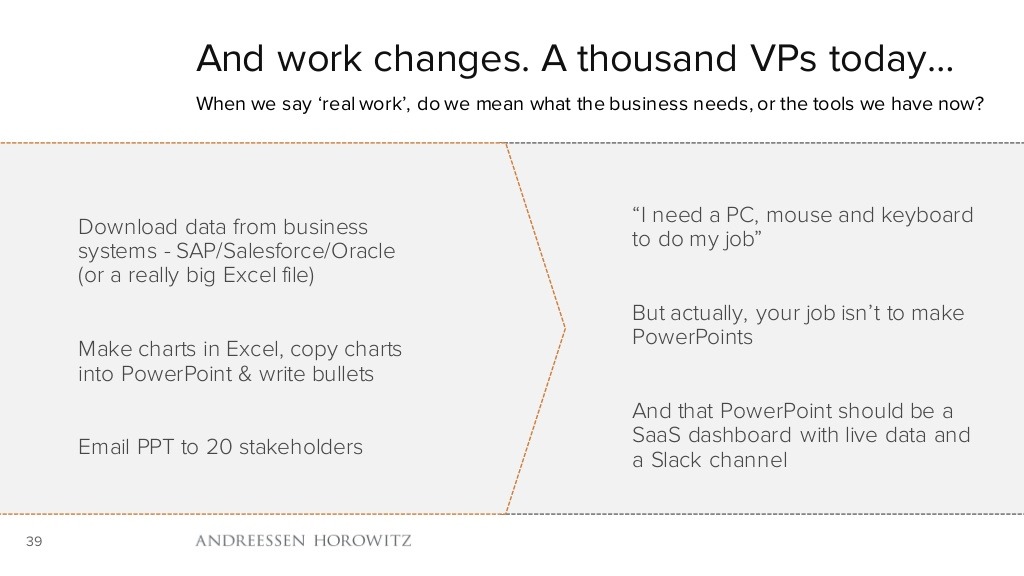 And work changes. A thousand VPs today...
When we say ‘real work’, do we mean what the business needs, or the tools we have now?
Download data from business
systems - SAP/Salesforce/Oracle
(or a really big Excel file)
Make charts in Excel, copy charts
into PowerPoint & write bullets
Email PPT to 20 stakeholders
“I need a PC, mouse and keyboard
to do my job”
But actually, your job isn’t to make
PowerPoints
And that PowerPoint should be a
SaaS dashboard with live data and
a Slack channel
39
ANDREESSEN HOROWITZ